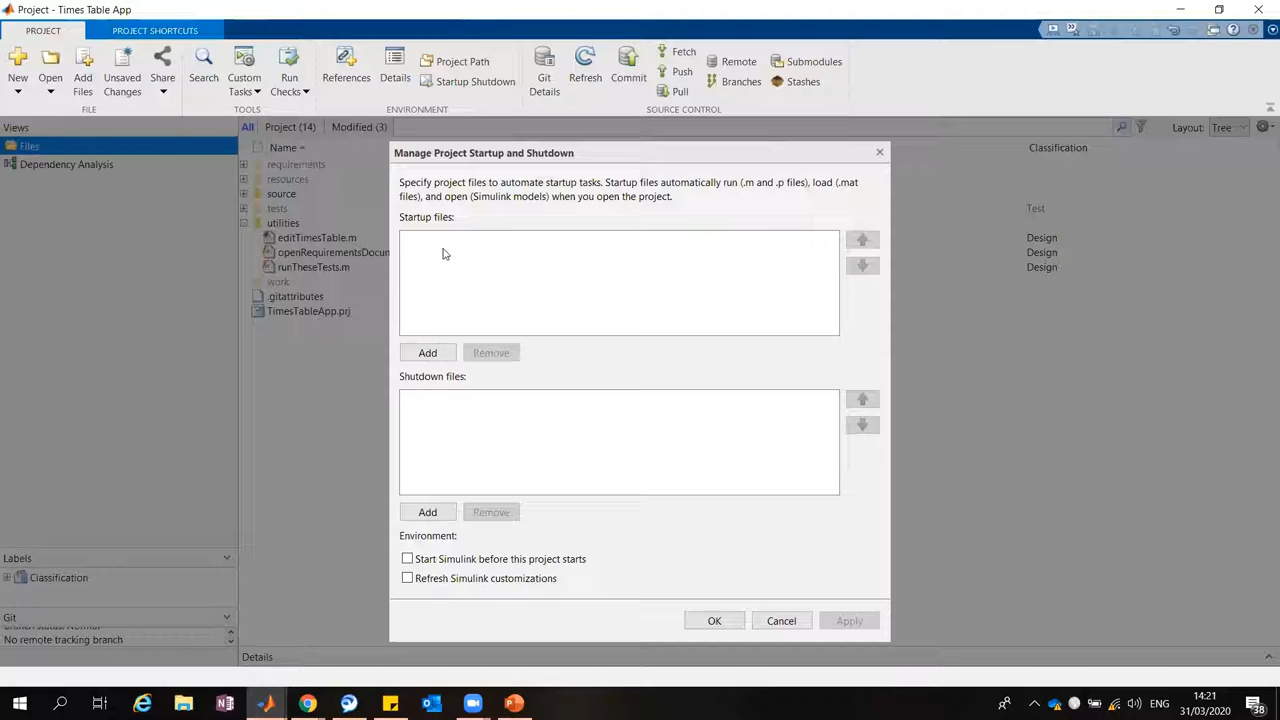 Project - Times Table App
PROJECT
PROJECT SHORTCUTS
New
Open
Add
Files
Unsaved
Changes
Share
Search
Custom
Tasks
Run
Checks
References
Details
Project Path
Startup Shutdown
Git
Details
Refresh
Commit
Fetch
Push
Pull
Remote
Branches
Submodules
Stashes
FILE
TOOLS
ENVIRONMENT
SOURCE CONTROL
Views
Files
Dependency Analysis
All
Project (14)
Modified (3)
Layout:
Tree
Name
Classification
requirements
resources
source
tests
Test
utilities
editTimesTable.m
Design
openRequirementsDocun
Design
runTheseTests.m
Design
work
.gitattributes
TimesTableApp.prj
Manage Project Startup and Shutdown
Specify project files to automate startup tasks. Startup files automatically run (.m and .p files), load (.mat
files), and open (Simulink models) when you open the project.
Startup files:
Add
Remove
Shutdown files:
Add
Remove
Environment:
Start Simulink before this project starts
Refresh Simulink customizations
OK
Cancel
Apply
Labels
Classification
Git
Branch status: Normal
No remote tracking branch
Details
ENG
14:21
31/03/2020
38